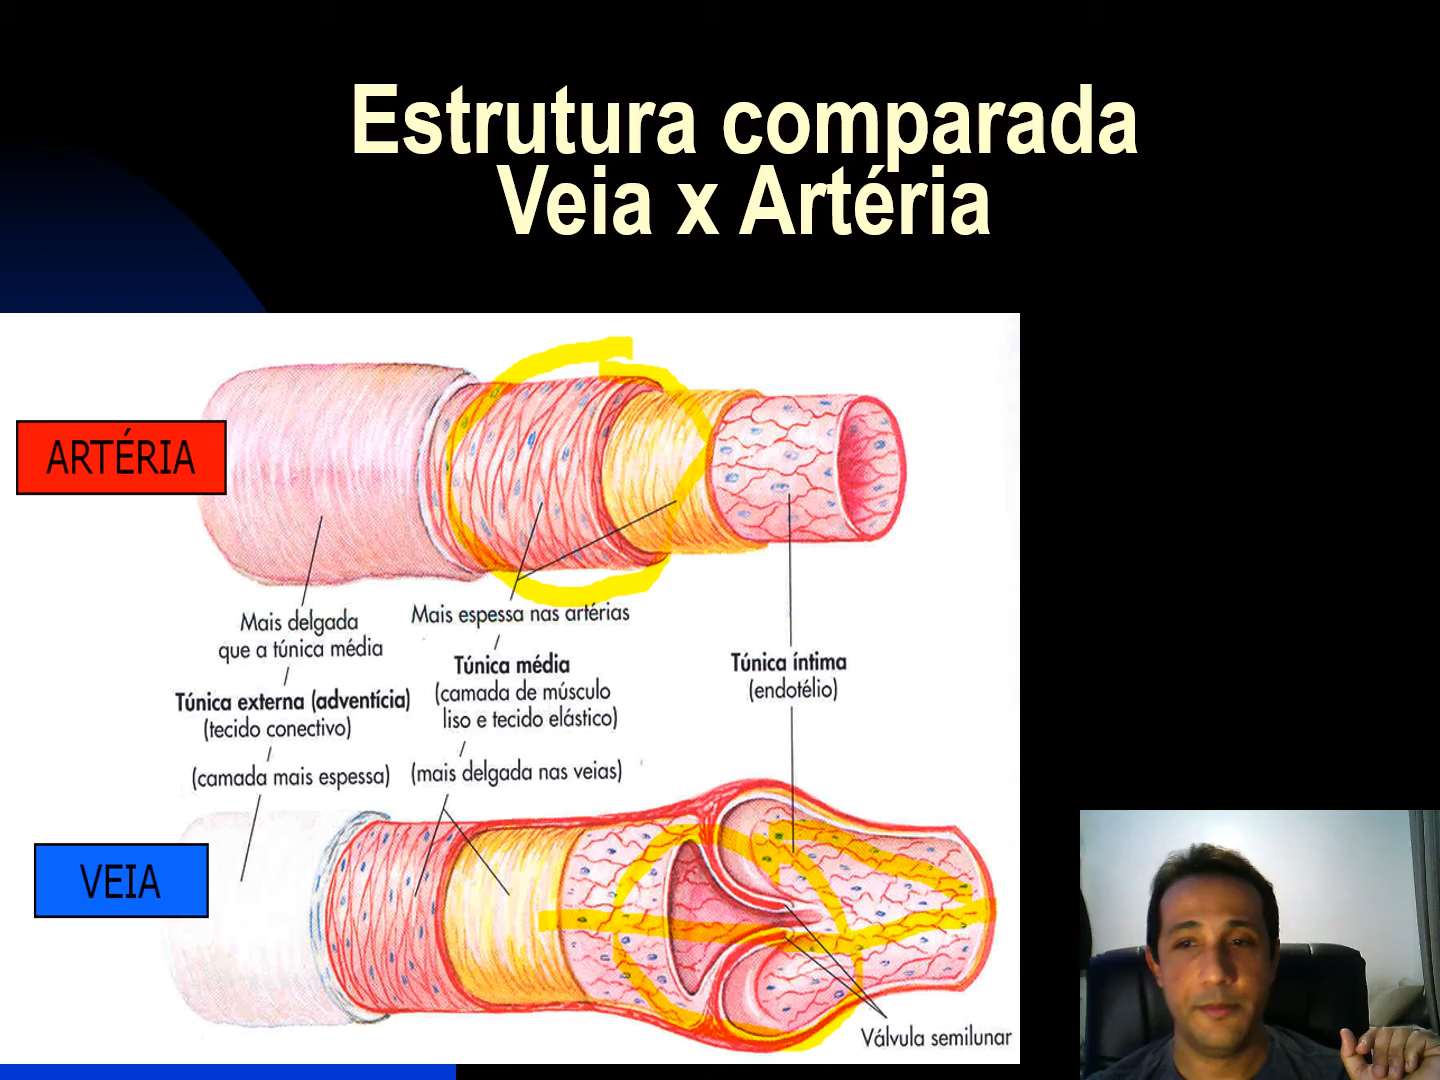 Estrutura comparada
Veia x Artéria
ARTÉRIA
Mais delgada
que a túnica média
Túnica externa (adventícia)
(tecido conectivo)
(camada mais espessa)
Mais espessa nas artérias
Túnica média
(camada de músculo
liso e tecido elástico)
(mais delgada nas veias)
Túnica íntima
(endotélio)
VEIA
Válvula semilunar